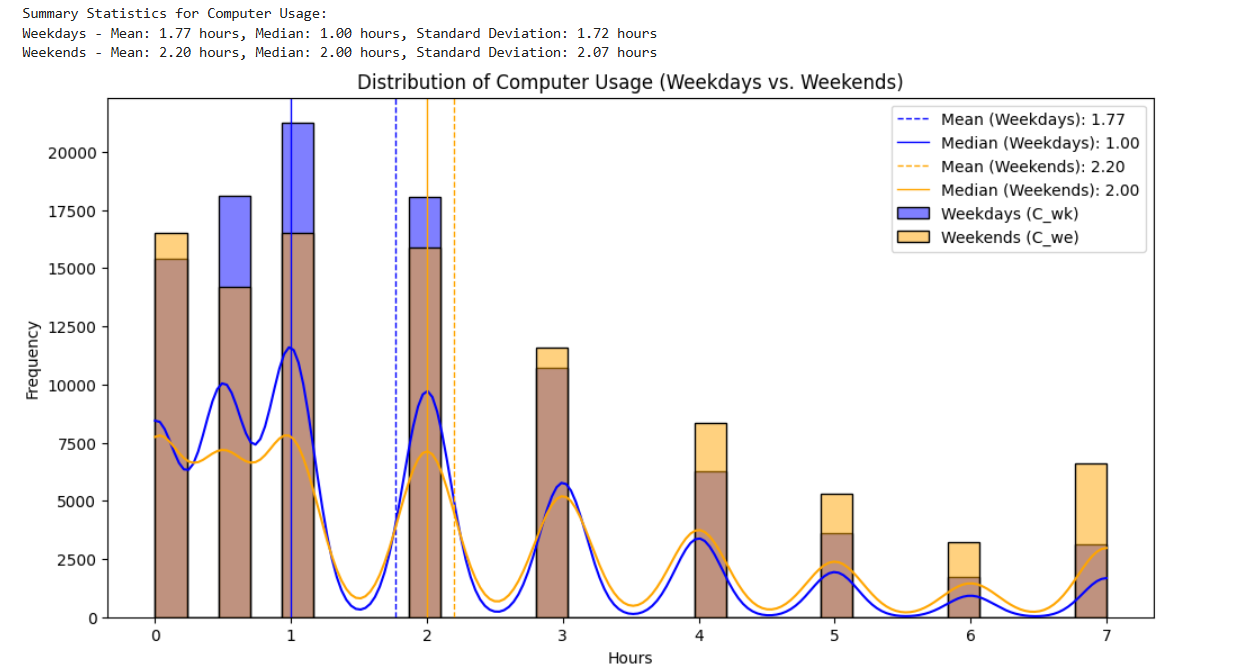 Summary Statistics for Computer Usage:
Weekdays - Mean: 1.77 hours, Median: 1.00 hours, Standard Deviation: 1.72 hours
Weekends - Mean: 2.20 hours, Median: 2.00 hours, Standard Deviation: 2.07 hours
Distribution of Computer Usage (Weekdays vs. Weekends)
Mean (Weekdays): 1.77
Median (Weekdays): 1.00
Mean (Weekends): 2.20
Median (Weekends): 2.00
Weekdays (C_wk)
Weekends (C_we)
Frequency
20000
17500
15000
12500
10000
7500
5000
2500
0
0 1 2 3 4 5 6 7
Hours